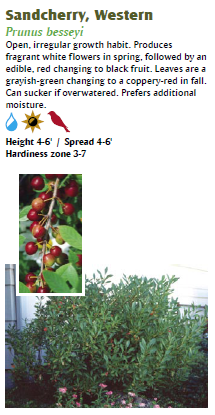 Sandcherry, Western
Prunus besseyi
Open, irregular growth habit. Produces
fragrant white flowers in spring, followed by an
edible, red changing to black fruit. Leaves are a
grayish-green changing to a coppery-red in fall.
Can sucker if overwatered. Prefers additional
moisture.
Height 4-6' / Spread 4-6'
Hardiness zone 3-7